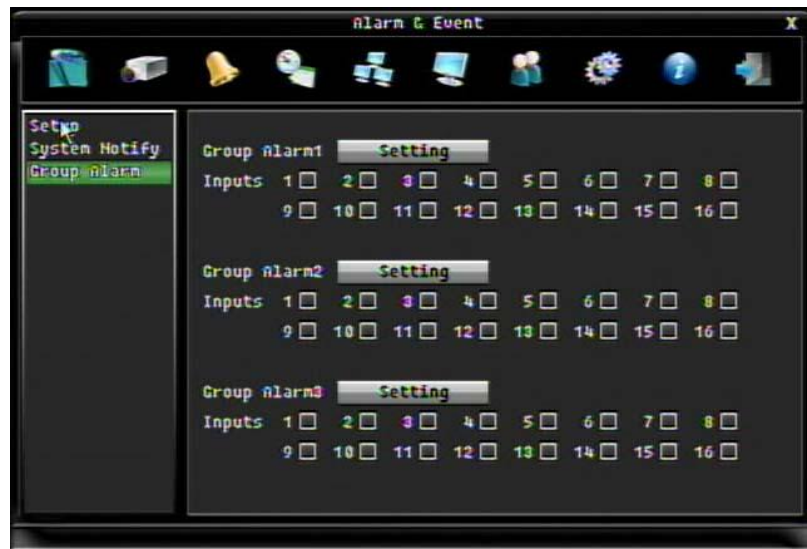 Alarm & Event X
Setup
System Notify
Group Alarm
Group Alarm1 Setting
Inputs 1 2 3 4 5 6 7 8
9 10 11 12 13 14 15 16
Group Alarm2 Setting
Inputs 1 2 3 4 5 6 7 8
9 10 11 12 13 14 15 16
Group Alarm3 Setting
Inputs 1 2 3 4 5 6 7 8
9 10 11 12 13 14 15 16